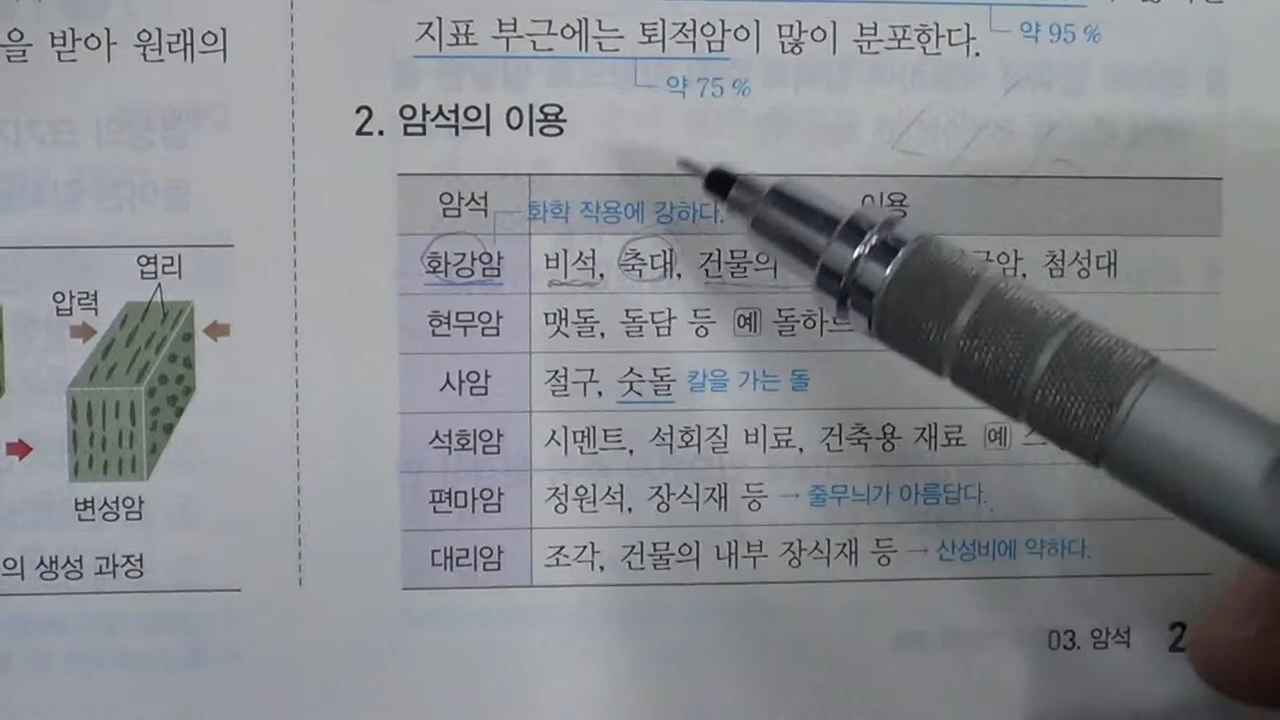 을 받아 원래의
엽리
압력
변성암
의 생성 과정
지표 부근에는 퇴적암이 많이 분포한다.
약 95 %
약 75 %
2. 암석의 이용
암석 이용
화학 작용에 강하다.
화강암 비석, 축대, 건물의 첨성대
현무암 맷돌, 돌담 등 예
사암 절구, 숫돌 칼을 가는 돌
석회암 시멘트, 석회질 비료, 건축용 재료 예
편마암 정원석, 장식재 등 → 줄무늬가 아름답다.
대리암 조각, 건물의 내부 장식재 등 → 산성비에 약하다.
03. 암석 2